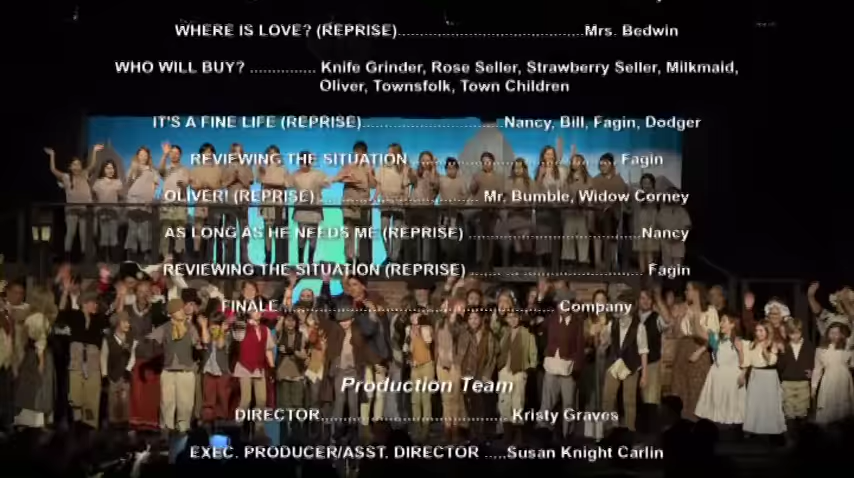 WHERE IS LOVE? (REPRISE)..........................................Mrs. Bedwin
WHO WILL BUY? ............... Knife Grinder, Rose Seller, Strawberry Seller, Milkmaid,
Oliver, Townsfolk, Town Children
IT'S A FINE LIFE (REPRISE)............................... Nancy, Bill, Fagin, Dodger
REVIEWING THE SITUATION................................................ Fagin
OLIVER! (REPRISE).................................... Mr. Bumble, Widow Corney
AS LONG AS HE NEEDS ME (REPRISE) ......................................Nancy
REVIEWING THE SITUATION (REPRISE) ....................................... Fagin
FINALE............................................................ Company
Production Team
DIRECTOR.......................................... Kristy Graves
EXEC. PRODUCER/ASST. DIRECTOR .....Susan Knight Carlin